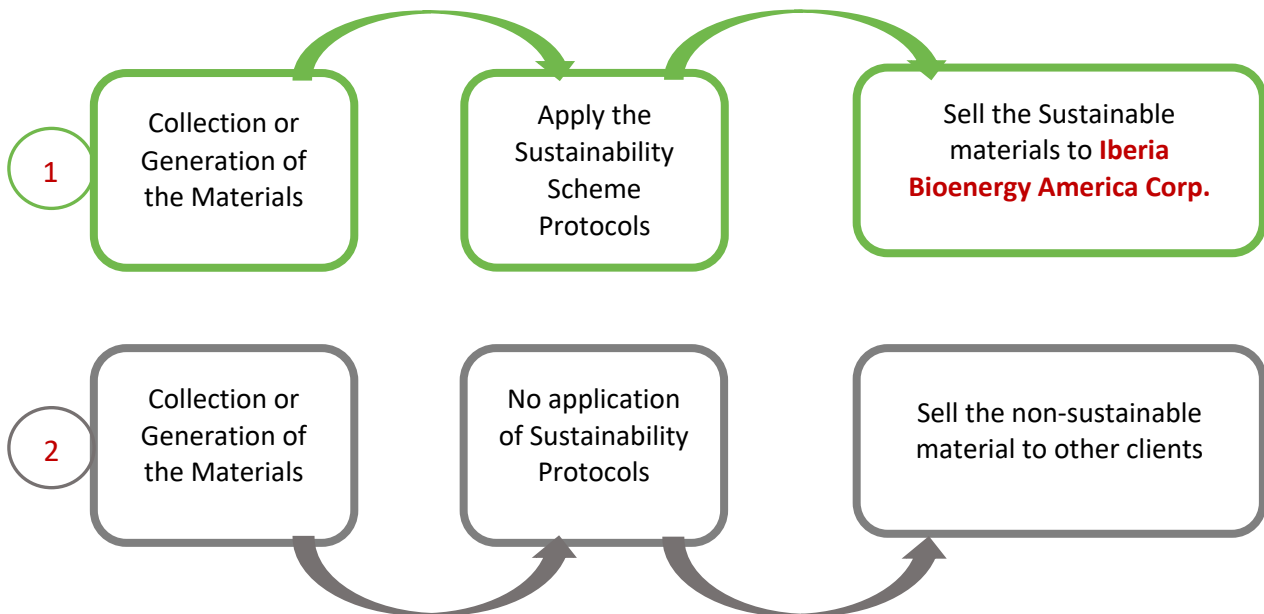 1
Collection or
Generation of
the Materials
Apply the
Sustainability
Scheme
Protocols
Sell the Sustainable
materials to Iberia
Bioenergy America Corp.
2
Collection or
Generation of
the Materials
No application
of Sustainability
Protocols
Sell the non-sustainable
material to other clients